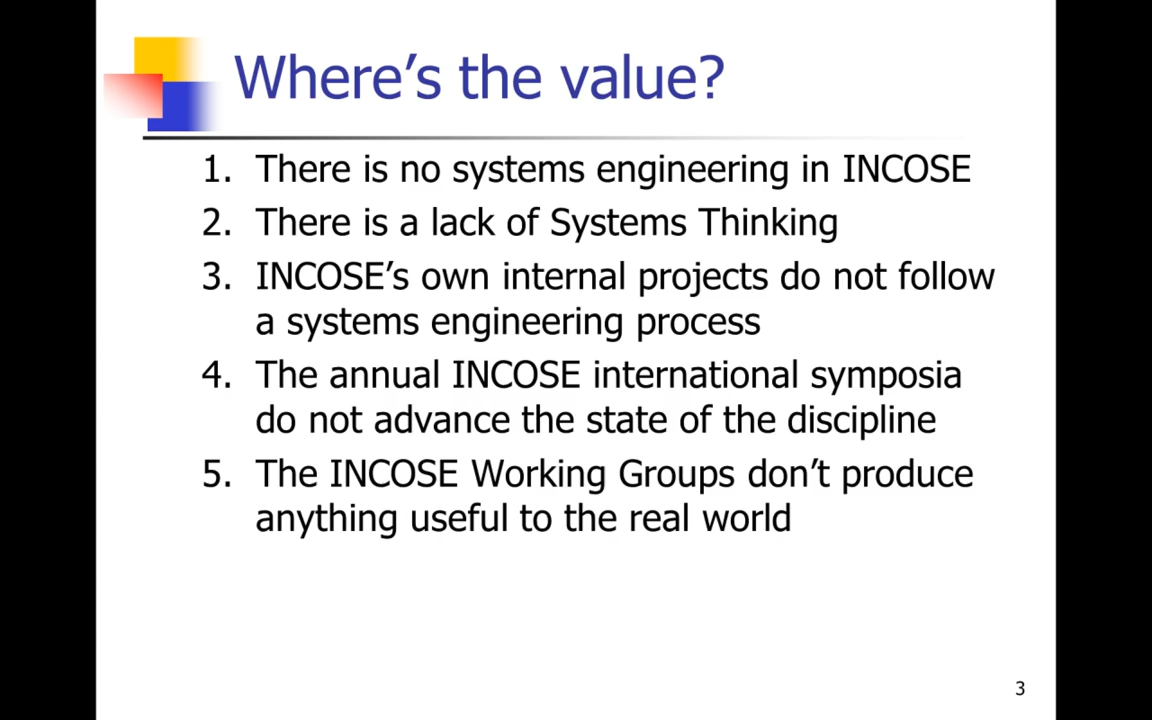 Where’s the value?
1. There is no systems engineering in INCOSE
2. There is a lack of Systems Thinking
3. INCOSE’s own internal projects do not follow
a systems engineering process
4. The annual INCOSE international symposia
do not advance the state of the discipline
5. The INCOSE Working Groups don’t produce
anything useful to the real world
3